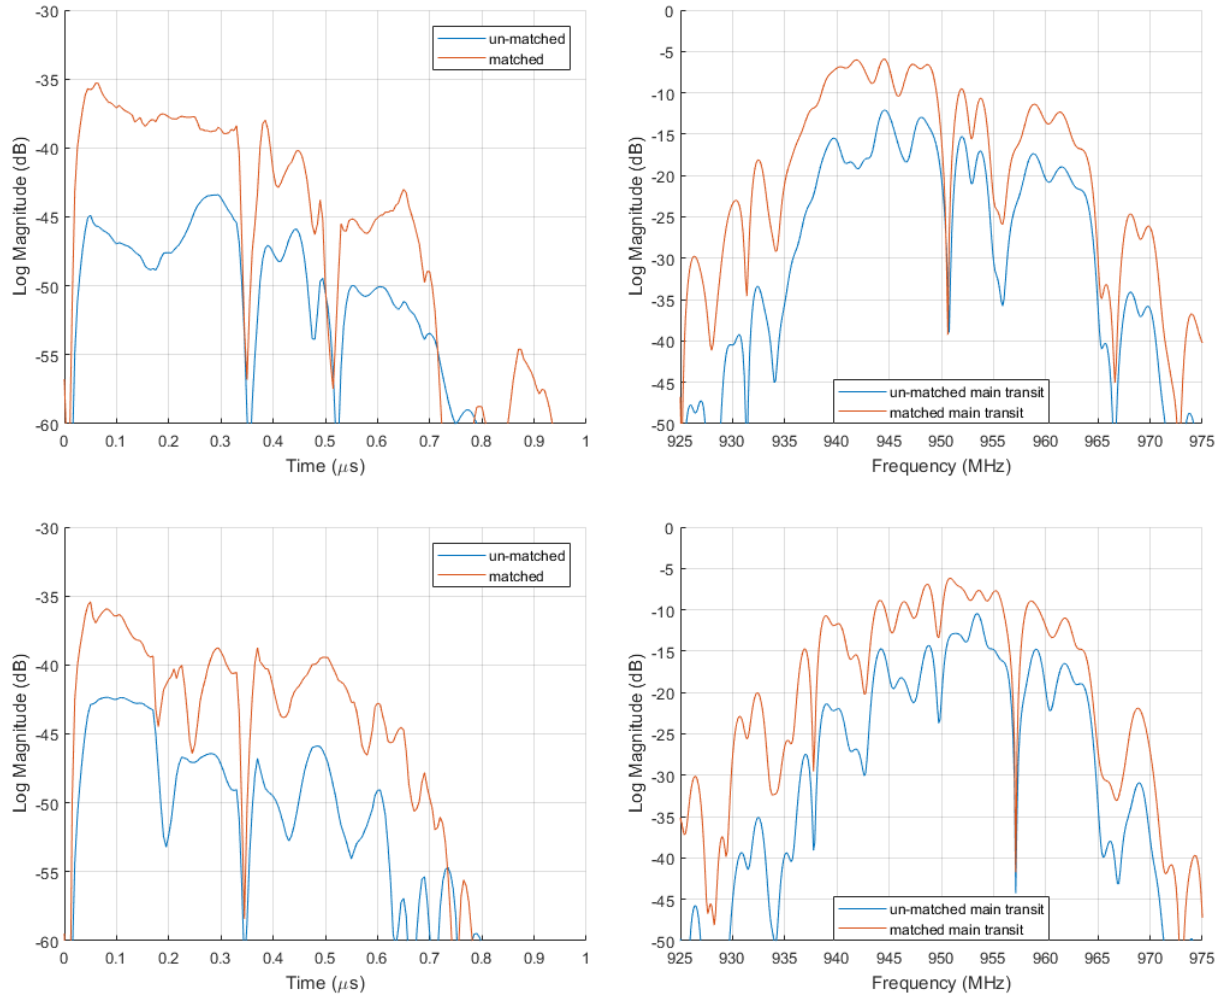 -30
-35
-40
-45
-50
-55
-60
Log Magnitude (dB)
un-matched
matched
0 0.1 0.2 0.3 0.4 0.5 0.6 0.7 0.8 0.9 1
Time (μs)
0
-5
-10
-15
-20
-25
-30
-35
-40
-45
-50
Log Magnitude (dB)
un-matched main transit
matched main transit
925 930 935 940 945 950 955 960 965 970 975
Frequency (MHz)
-30
-35
-40
-45
-50
-55
-60
Log Magnitude (dB)
un-matched
matched
0 0.1 0.2 0.3 0.4 0.5 0.6 0.7 0.8 0.9 1
Time (μs)
0
-5
-10
-15
-20
-25
-30
-35
-40
-45
-50
Log Magnitude (dB)
un-matched main transit
matched main transit
925 930 935 940 945 950 955 960 965 970 975
Frequency (MHz)